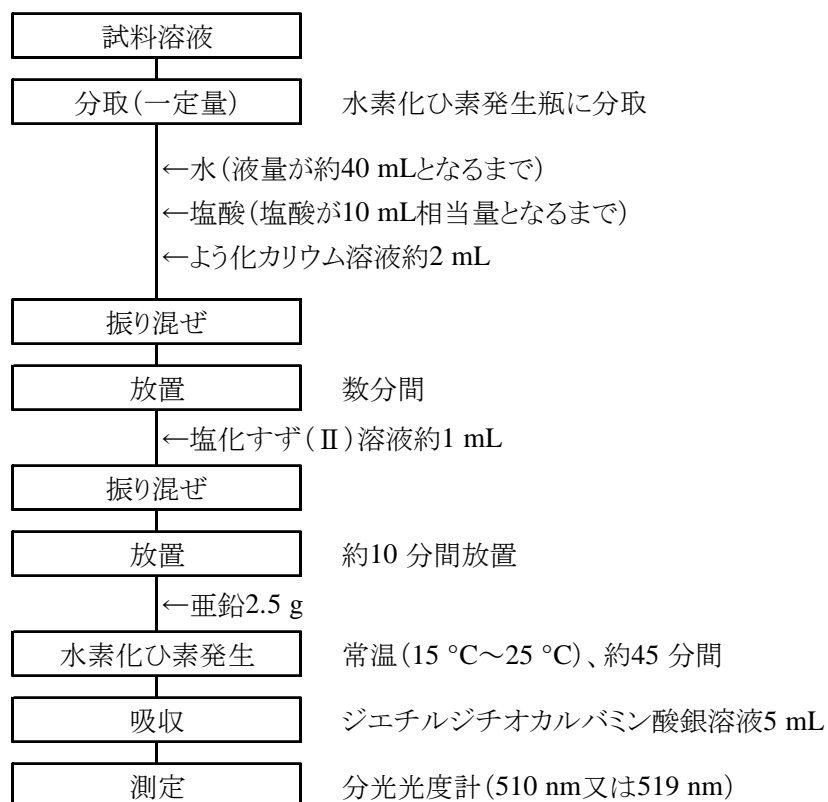 試料溶液
分取(一定量) 水素化ひ素発生瓶に分取
←水(液量が約40 mLとなるまで)
←塩酸(塩酸が10 mL相当量となるまで)
←よう化カリウム溶液約2 mL
振り混ぜ
放置 数分間
←塩化すず(Ⅱ)溶液約1 mL
振り混ぜ
放置 約10 分間放置
←亜鉛2.5 g
水素化ひ素発生 常温(15 °C~25 °C)、約45 分間
吸収 ジエチルジチオカルバミン酸銀溶液5 mL
測定 分光光度計(510 nm又は519 nm)